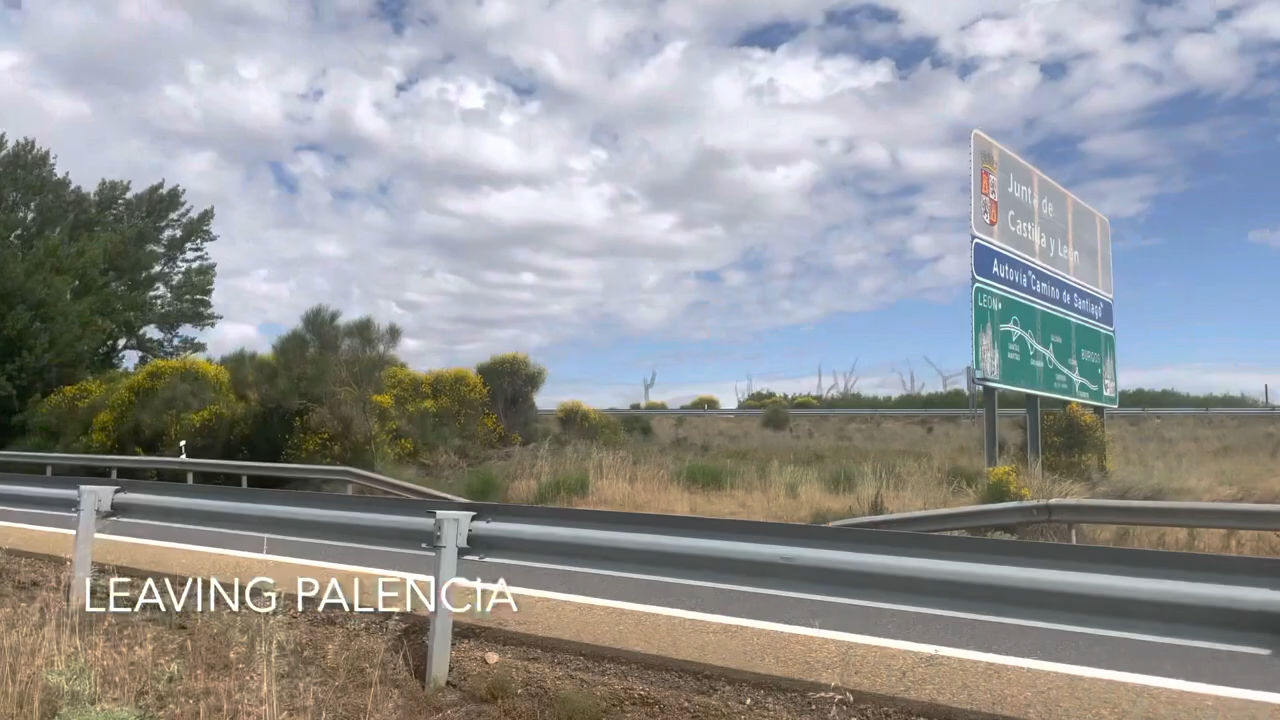 Junta de
Castilla y León
Autovía "Camino de Santiago"
LEÓN
BURGOS
LEAVING PALENCIA